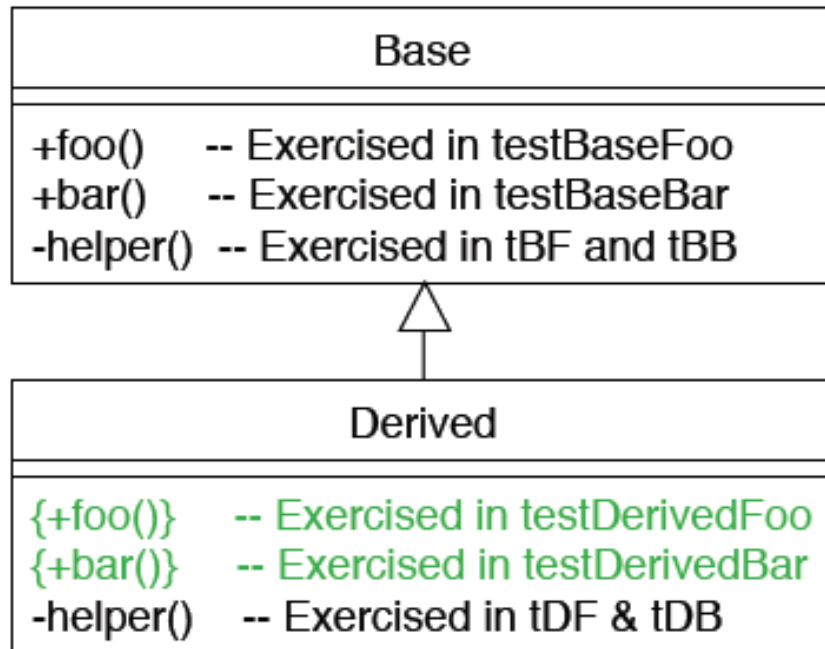 Base
+foo() -- Exercised in testBaseFoo
+bar() -- Exercised in testBaseBar
-helper() -- Exercised in tBF and tBB
Derived
{+foo()} -- Exercised in testDerivedFoo
{+bar()} -- Exercised in testDerivedBar
-helper() -- Exercised in tDF & tDB